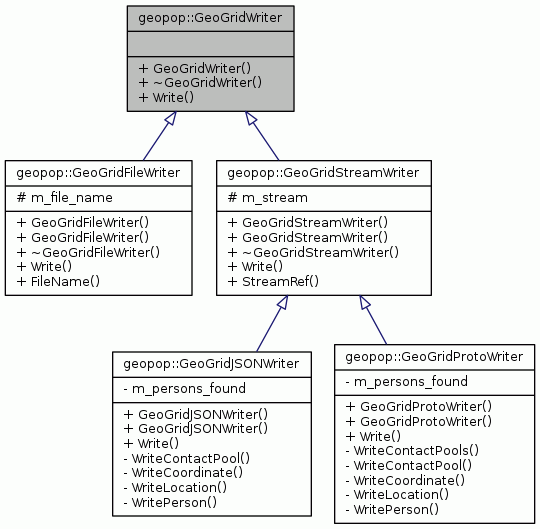 geopop::GeoGridWriter
+ GeoGridWriter()
+ ~GeoGridWriter()
+ Write()
geopop::GeoGridFileWriter
# m_file_name
+ GeoGridFileWriter()
+ GeoGridFileWriter()
+ ~GeoGridFileWriter()
+ Write()
+ FileName()
geopop::GeoGridStreamWriter
# m_stream
+ GeoGridStreamWriter()
+ GeoGridStreamWriter()
+ ~GeoGridStreamWriter()
+ Write()
+ StreamRef()
geopop::GeoGridJSONWriter
- m_persons_found
+ GeoGridJSONWriter()
+ GeoGridJSONWriter()
+ Write()
- WriteContactPool()
- WriteCoordinate()
- WriteLocation()
- WritePerson()
geopop::GeoGridProtoWriter
- m_persons_found
+ GeoGridProtoWriter()
+ GeoGridProtoWriter()
+ Write()
- WriteContactPools()
- WriteContactPool()
- WriteCoordinate()
- WriteLocation()
- WritePerson()